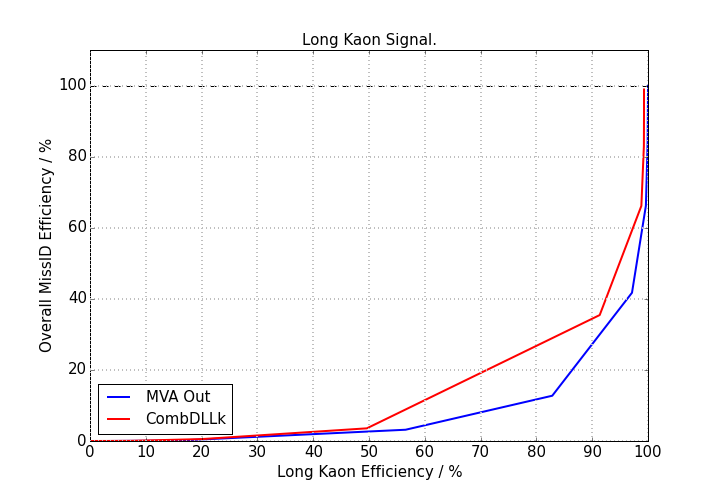 Long Kaon Signal.
Overall MissID Efficiency / %
100
80
60
40
20
0
MVA Out
CombDLLk
0 10 20 30 40 50 60 70 80 90 100
Long Kaon Efficiency / %